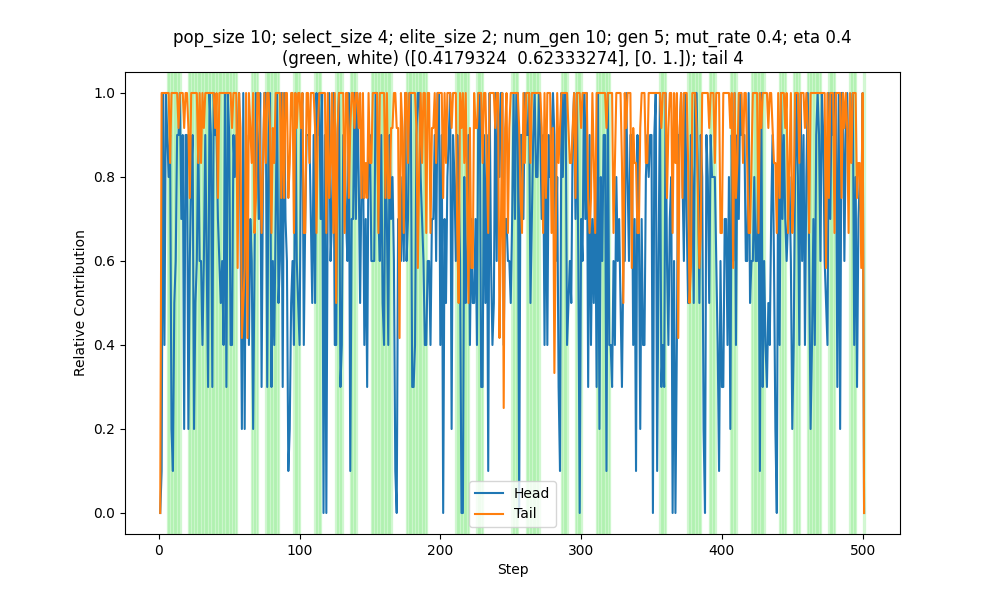 pop_size 10; select_size 4; elite_size 2; num_gen 10; gen 5; mut_rate 0.4; eta 0.4
(green, white) ([0.4179324  0.62333274], [0. 1.]); tail 4
Relative Contribution
1.0
0.8
0.6
0.4
0.2
0.0
Head
Tail
0
100
200
300
400
500
Step